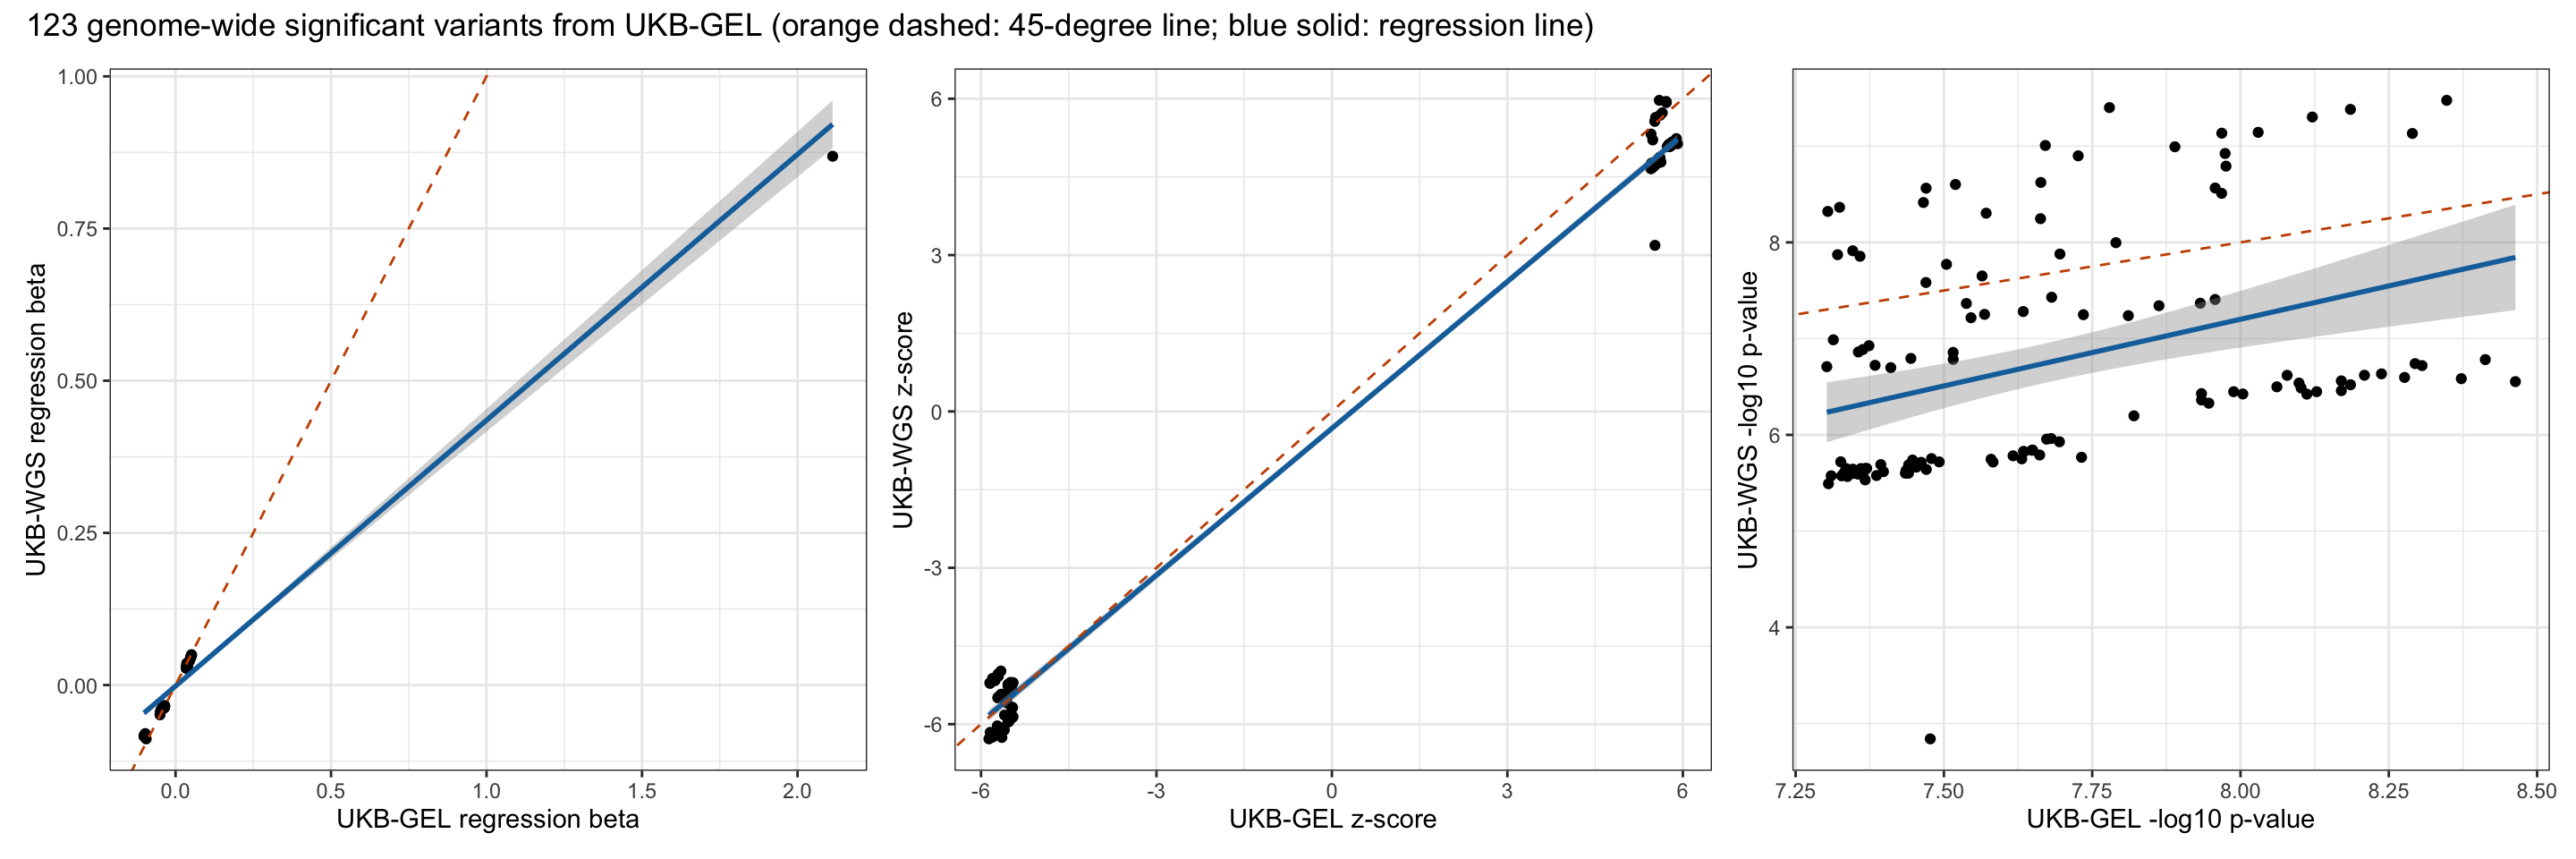 123 genome-wide significant variants from UKB-GEL (orange dashed: 45-degree line; blue solid: regression line)
UKB-WGS regression beta
1.00
0.75
0.50
0.25
0.00
0.0 0.5 1.0 1.5 2.0
UKB-GEL regression beta
UKB-WGS z-score
6
3
0
-3
-6
-6 -3 0 3 6
UKB-GEL z-score
UKB-WGS -log10 p-value
8
6
4
7.25 7.50 7.75 8.00 8.25 8.50
UKB-GEL -log10 p-value